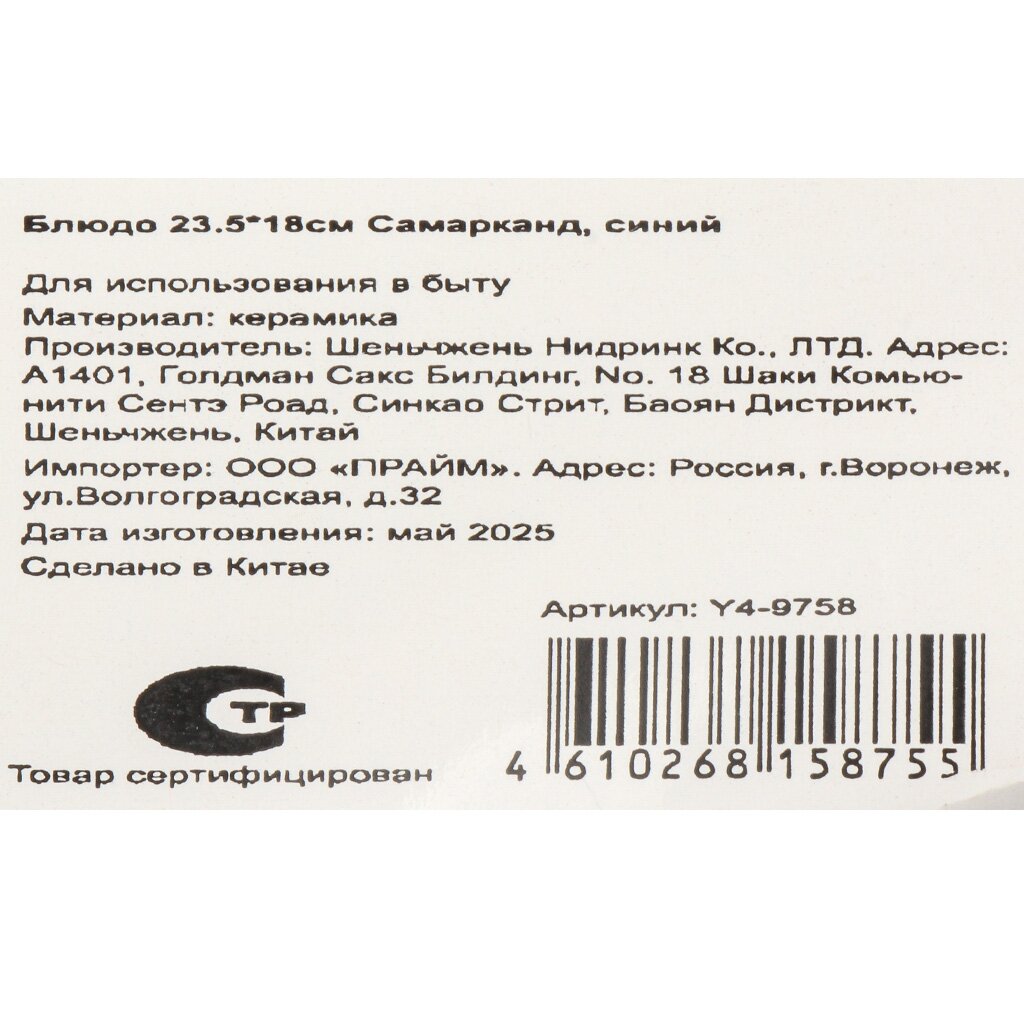 Блюдо 23.5*18см Самарканд, синий
Для использования в быту
Материал: керамика
Производитель: Шеньчжень Нидринк Ко., ЛТД. Адрес:
А1401, Голдман Сакс Билдинг, No. 18 Шаки Комью-
нити Сентэ Роад, Синкао Стрит, Баоян Дистрикт,
Шеньчжень, Китай
Импортер: ООО «ПРАЙМ». Адрес: Россия, г.Воронеж,
ул.Волгоградская, д.32
Дата изготовления: май 2025
Сделано в Китае
Артикул: Y4-9758
СТР
Товар сертифицирован
4 610268 158755